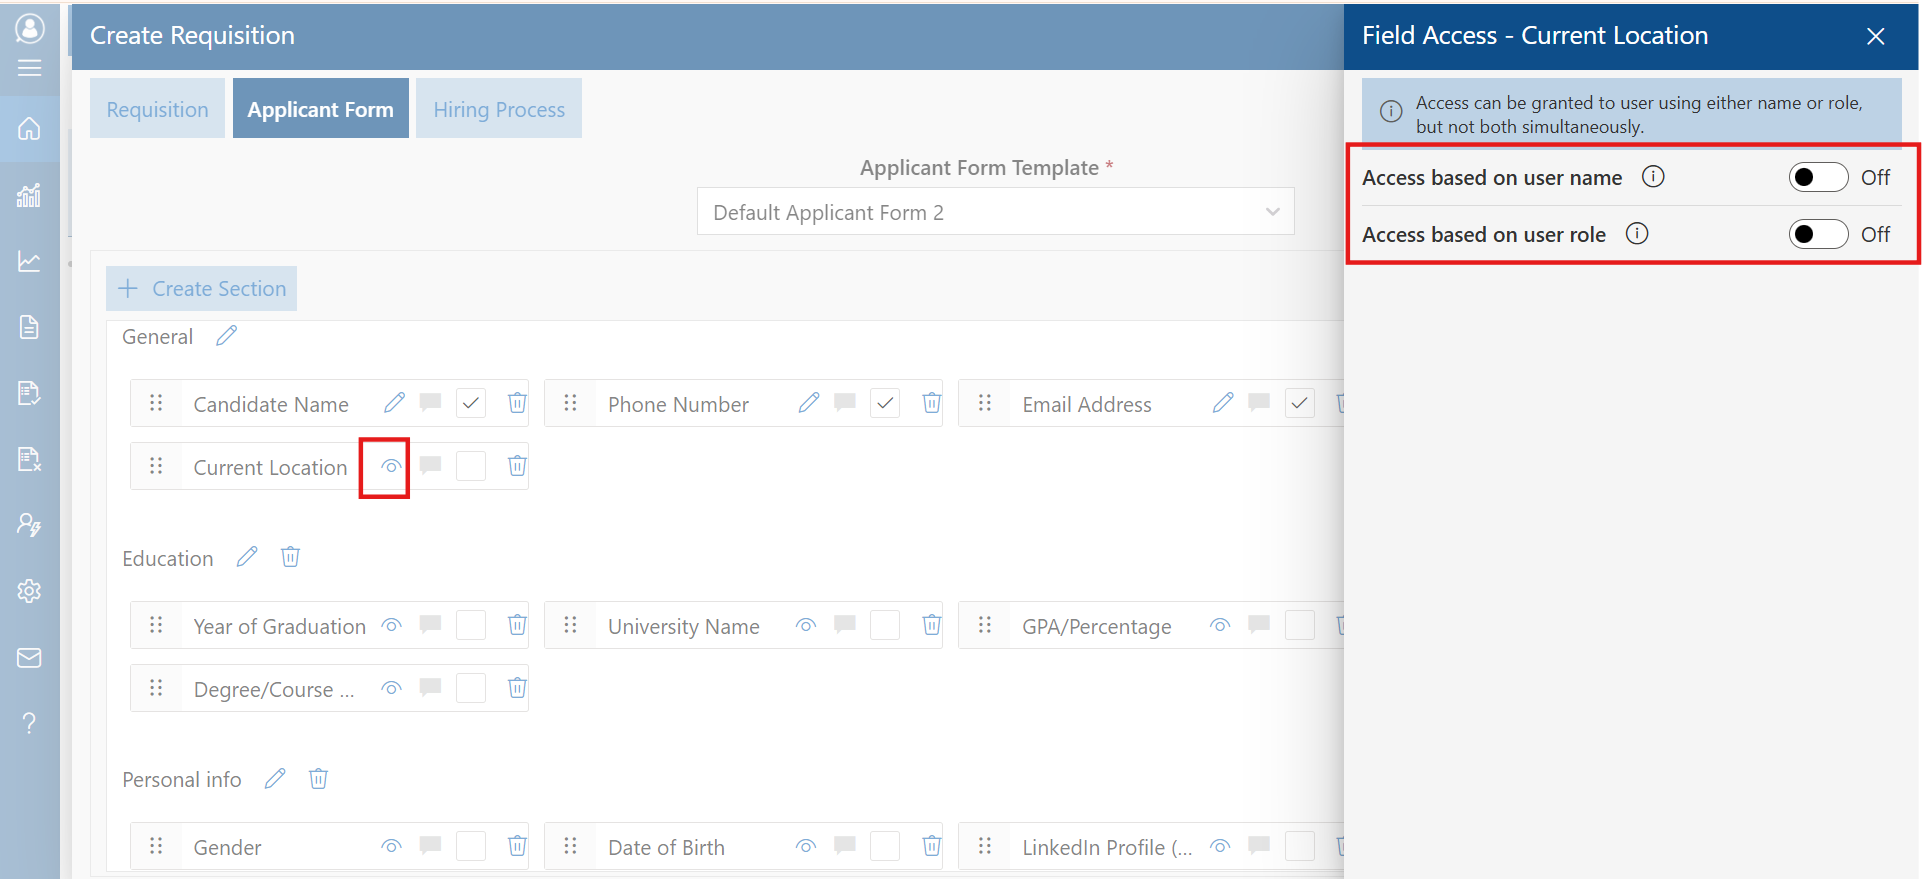 Create Requisition
Field Access - Current Location
Requisition
Applicant Form
Hiring Process
Access can be granted to user using either name or role,
but not both simultaneously.
Applicant Form Template *
Default Applicant Form 2
Access based on user name
Off
Access based on user role
Off
Create Section
General
Candidate Name
Phone Number
Email Address
Current Location
Education
Year of Graduation
University Name
GPA/Percentage
Degree/Course ...
Personal info
Gender
Date of Birth
LinkedIn Profile (...